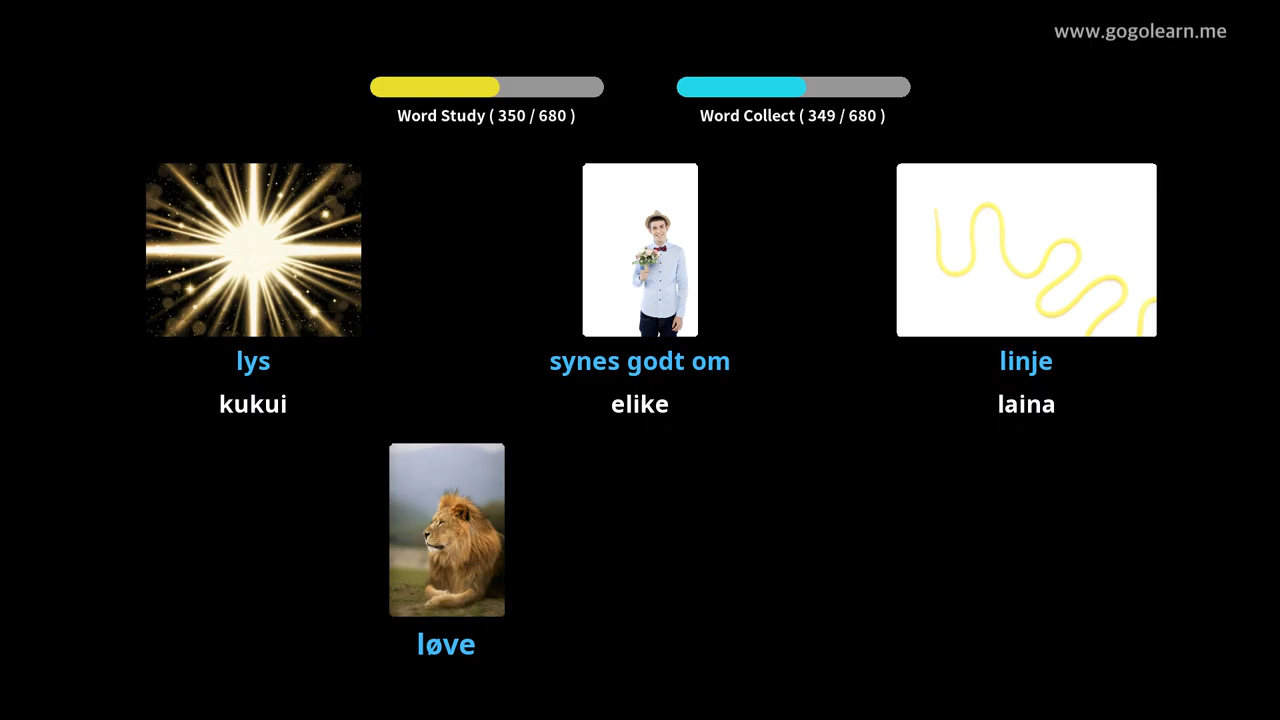 www.gogolearn.me
Word Study ( 350 / 680 )
Word Collect ( 349 / 680 )
lys
synes godt om
linje
kukui
elike
laina
løve